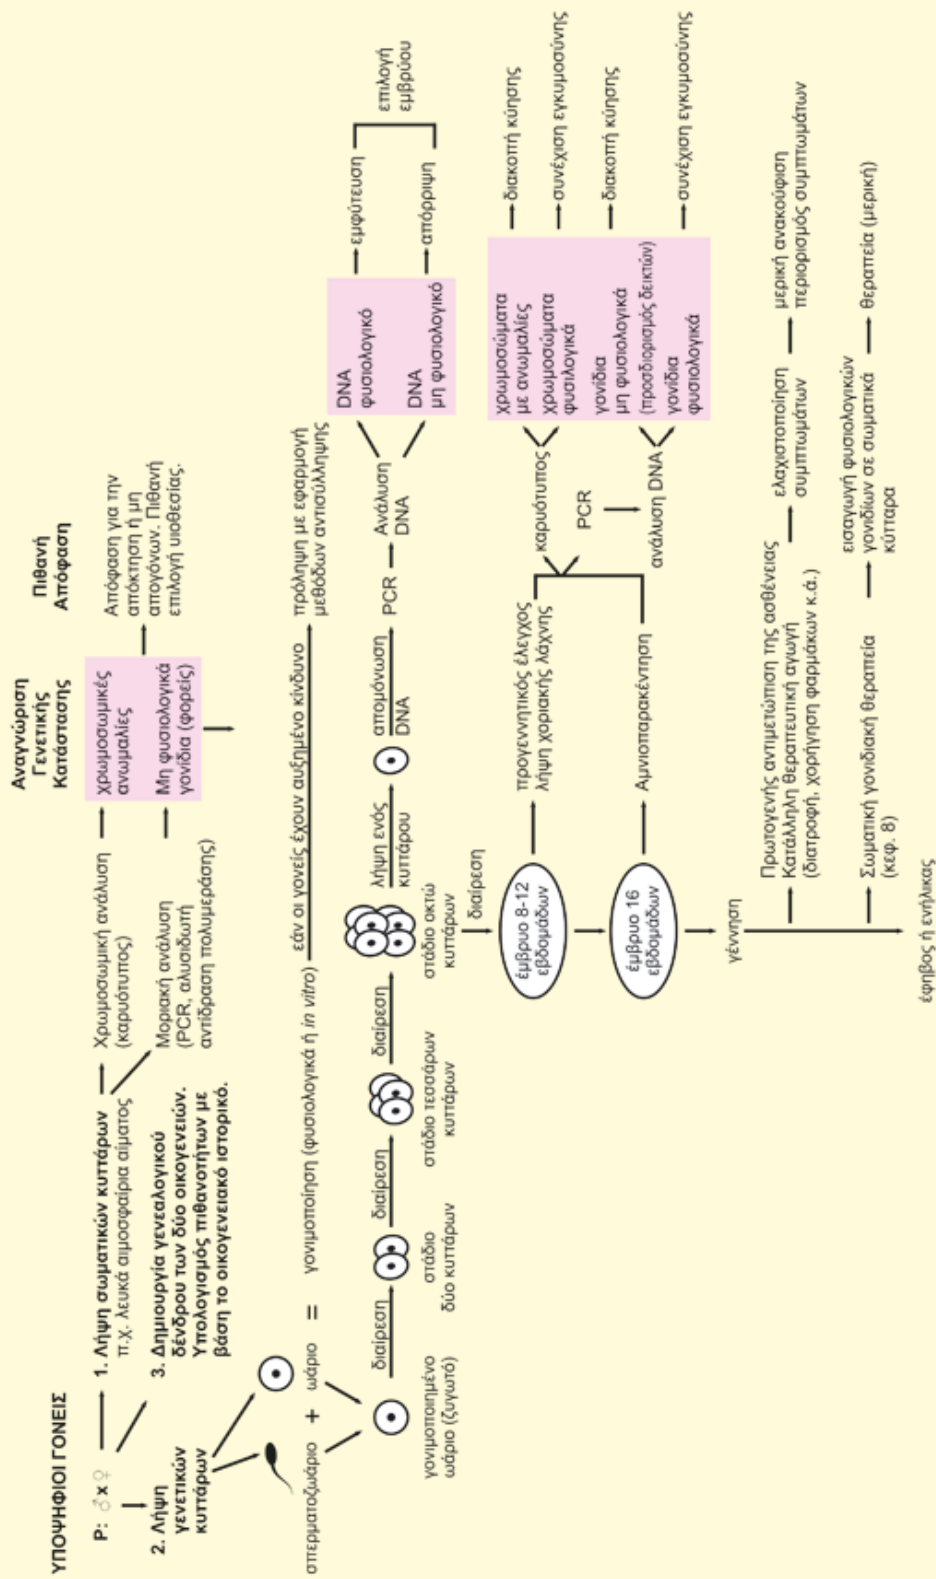 ΥΠΟΨΗΦΙΟΙ ΓΟΝΕΙΣ
P: ♂ x ♀
1. Λήψη σωματικών κυττάρων
π.χ. λευκά αιμοσφαίρια αίματος
3. Δημιουργία γενεαλογικού
δένδρου των δύο οικογενειών.
Υπολογισμός πιθανοτήτων με
βάση το οικογενειακό ιστορικό.
2. Λήψη
γενετικών
κυττάρων
Χρωμοσωμική ανάλυση
(καρυότυπος)
Μοριακή ανάλυση
(PCR, αλυσιδωτή
αντίδραση πολυμεράσης)
Αναγνώριση
Γενετικής
Κατάστασης
χρωμοσωμικές
ανωμαλίες
Μη φυσιολογικά
γονίδια (φορείς)
Πιθανή
Απόφαση
Απόφαση για την
απόκτηση ή μη
απογόνων. Πιθανή
επιλογή υιοθεσίας.
σπερματοζωάριο + ωάριο = γονιμοποίηση (φυσιολογικά ή in vitro)
εάν οι γονείς έχουν αυξημένο κίνδυνο
πρόληψη με εφαρμογή
μεθόδων αντισύλληψης
γονιμοποιημένο
ωάριο (ζυγωτό)
διαίρεση
στάδιο
δύο κυττάρων
διαίρεση
στάδιο τεσσάρων
κυττάρων
διαίρεση
στάδιο οκτώ
κυττάρων
λήψη ενός
κυττάρου
απομόνωση
DNA
PCR
Ανάλυση
DNA
DNA
φυσιολογικό
DNA
μη φυσιολογικό
εμφύτευση
απόρριψη
επιλογή
εμβρύου
διαίρεση
έμβρυο 8-12
εβδομάδων
προγεννητικός έλεγχος
λήψη χοριακής λάχνης
έμβρυο 16
εβδομάδων
Αμνιοπαρακέντηση
καρυότυπος
PCR
ανάλυση DNA
χρωμοσώματα
με ανωμαλίες
χρωμοσώματα
φυσιλογικά
γονίδια
μη φυσιολογικά
(προσδιορισμός δεικτών)
γονίδια
φυσιολογικά
διακοπή κύησης
συνέχιση εγκυμοσύνης
διακοπή κύησης
συνέχιση εγκυμοσύνης
γέννηση
Πρωτογενής αντιμετώπιση της ασθένειας
Κατάλληλη θεραπευτική αγωγή
(διατροφή, χορήγηση φαρμάκων κ.ά.)
ελαχιστοποίηση
συμπτωμάτων
μερική ανακούφιση
περιορισμός συμπτωμάτων
Σωματική γονιδιακή θεραπεία
(κεφ. 8)
εισαγωγή φυσιολογικών
γονιδίων σε σωματικά
κύτταρα
θεραπεία (μερική)
έφηβος ή ενήλικας